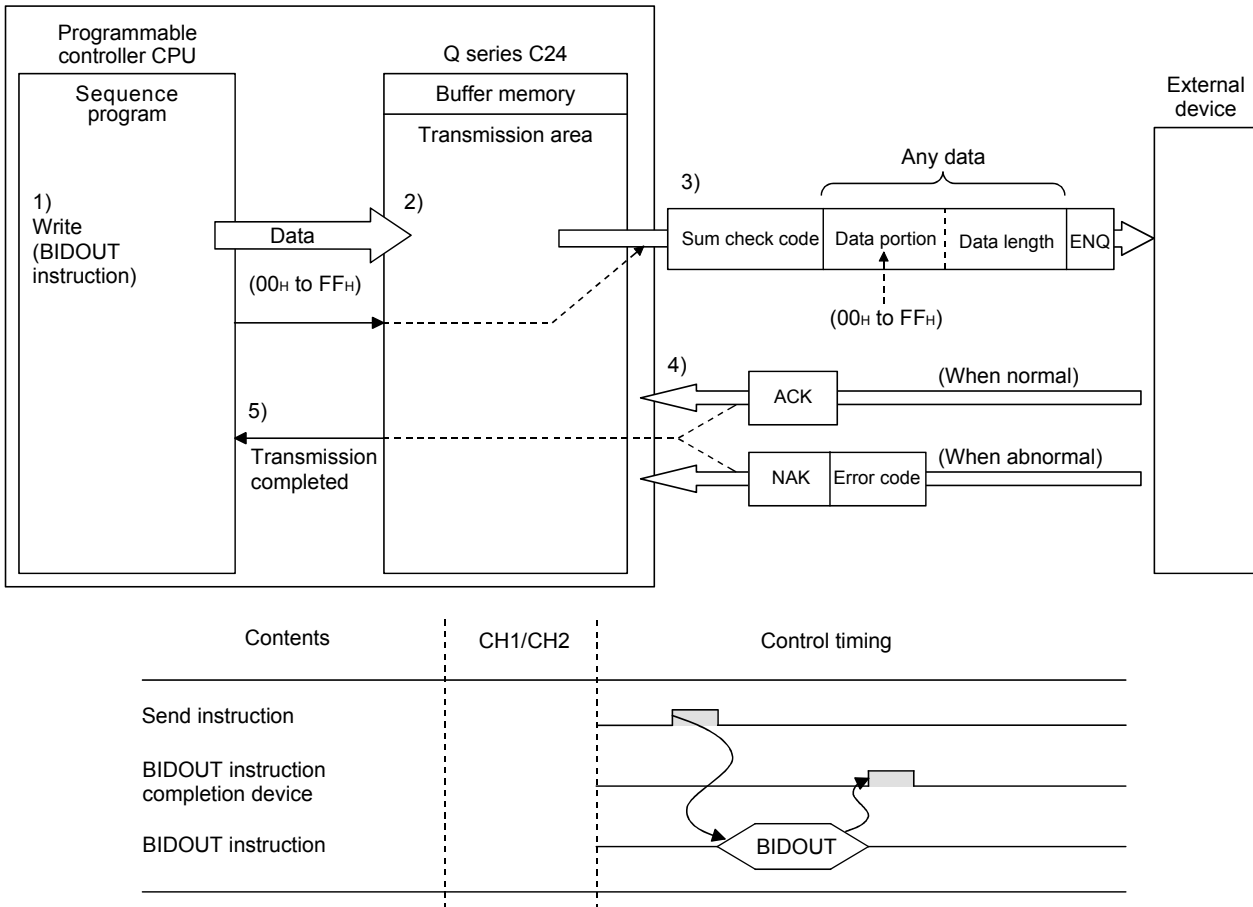 Programmable
controller CPU
Q series C24
External
device
Sequence
program
Buffer memory
Transmission area
Any data
1)
Write
(BIDOUT
instruction)
Data
(00H to FFH)
2)
3)
Sum check code
Data portion
Data length
ENQ
(00H to FFH)
4)
ACK
(When normal)
5)
Transmission
completed
NAK
Error code
(When abnormal)
Contents
CH1/CH2
Control timing
Send instruction
BIDOUT instruction
completion device
BIDOUT instruction
BIDOUT